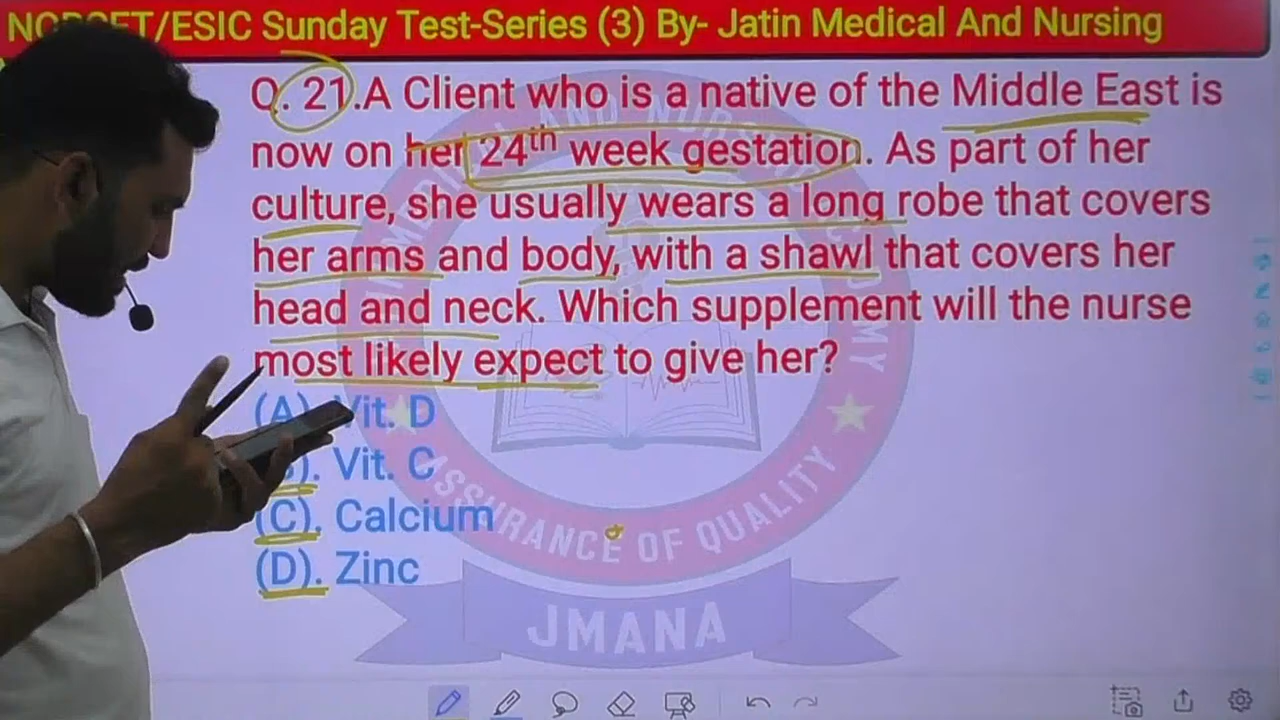 /ESIC Sunday Test-Series (3) By- Jatin Medical And Nursing
Q. 21.A Client who is a native of the Middle East is
now on her 24th week gestation. As part of her
culture, she usually wears a long robe that covers
her arms and body, with a shawl that covers her
head and neck. Which supplement will the nurse
most likely expect to give her?
(A) Vit. D
). Vit. C
(C). Calcium
(D). Zinc
ASSURANCE OF QUALITY
JMANA